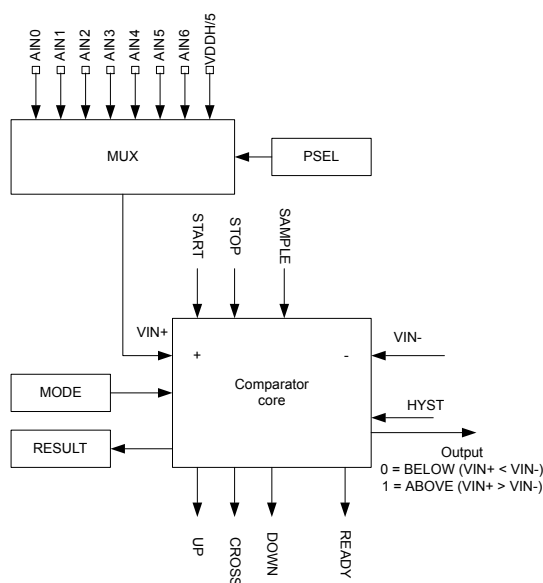 AIN0
AIN1
AIN2
AIN3
AIN4
AIN5
AIN6
VDDH/5
MUX
PSEL
START
STOP
SAMPLE
VIN+
+
-
VIN-
Comparator
core
MODE
HYST
RESULT
Output
0 = BELOW (VIN+ < VIN-)
1 = ABOVE (VIN+ > VIN-)
UP
CROSS
DOWN
READY